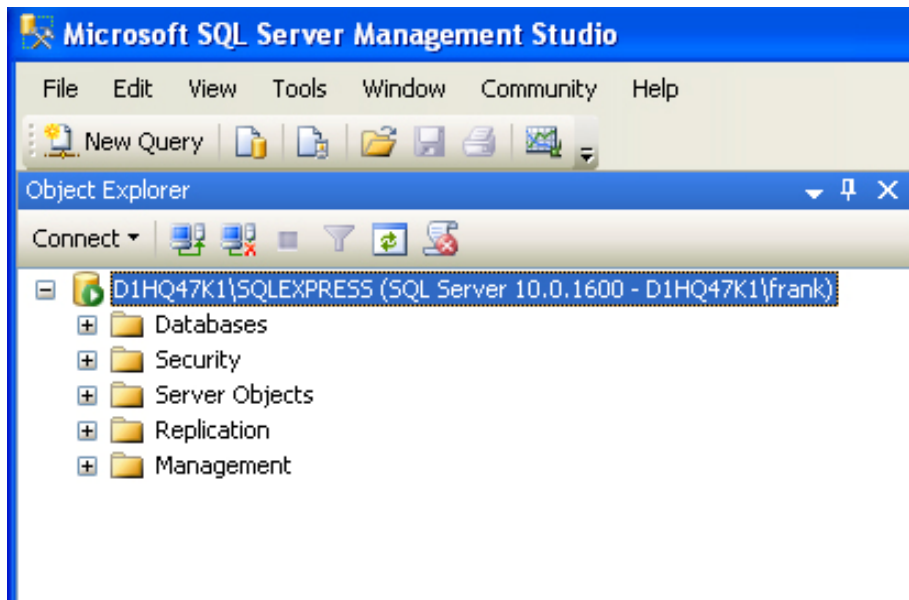 Microsoft SQL Server Management Studio
File Edit View Tools Window Community Help
New Query
Object Explorer
Connect
D1HQ47K1\SQLEXPRESS (SQL Server 10.0.1600 - D1HQ47K1\frank)
Databases
Security
Server Objects
Replication
Management